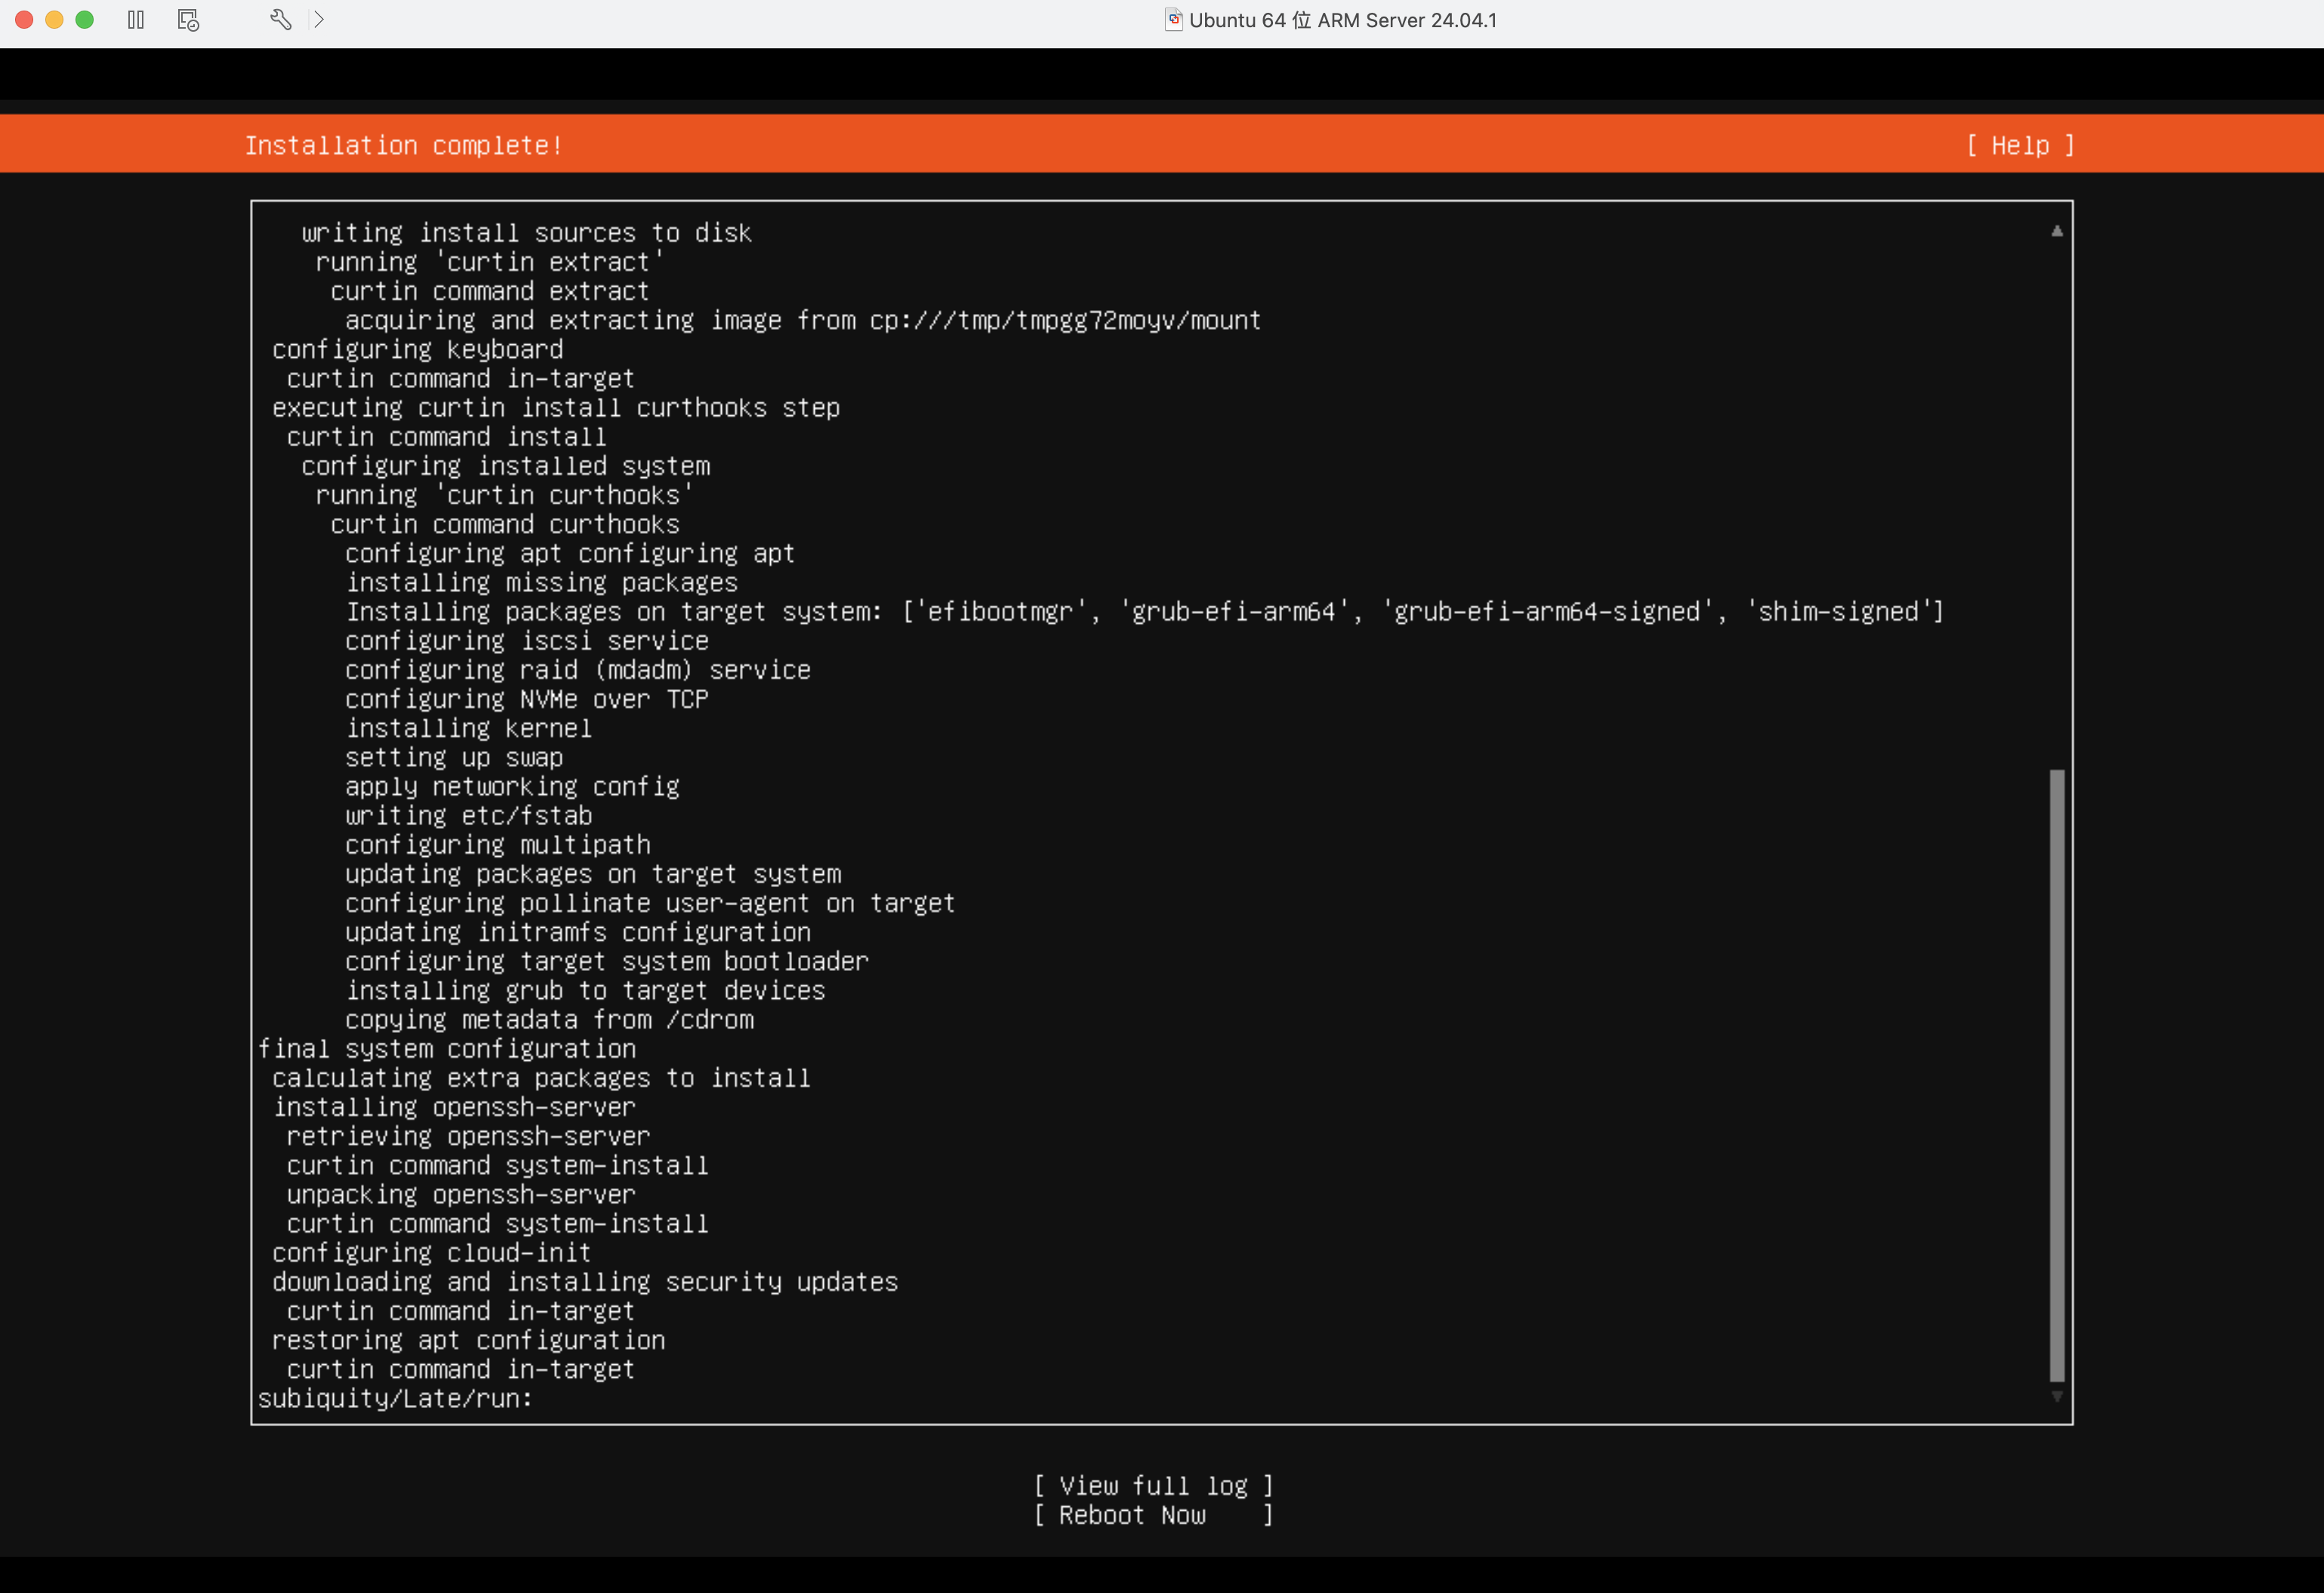 Ubuntu 64 位 ARM Server 24.04.1
Installation complete!
[ Help ]
writing install sources to disk
running 'curtin extract'
curtin command extract
acquiring and extracting image from cp:///tmp/tmpgg72moyv/mount
configuring keyboard
curtin command in-target
executing curtin install curthooks step
curtin command install
configuring installed system
running 'curtin curthooks'
curtin command curthooks
configuring apt configuring apt
installing missing packages
Installing packages on target system: ['efibootmgr', 'grub-efi-arm64', 'grub-efi-arm64-signed', 'shim-signed']
configuring iscsi service
configuring raid (mdadm) service
configuring NVMe over TCP
installing kernel
setting up swap
apply networking config
writing etc/fstab
configuring multipath
updating packages on target system
configuring pollinate user-agent on target
updating initramfs configuration
configuring target system bootloader
installing grub to target devices
copying metadata from /cdrom
final system configuration
calculating extra packages to install
installing openssh-server
retrieving openssh-server
curtin command system-install
unpacking openssh-server
curtin command system-install
configuring cloud-init
downloading and installing security updates
curtin command in-target
restoring apt configuration
curtin command in-target
subiquity/Late/run:
[ View full log ]
[ Reboot Now ]